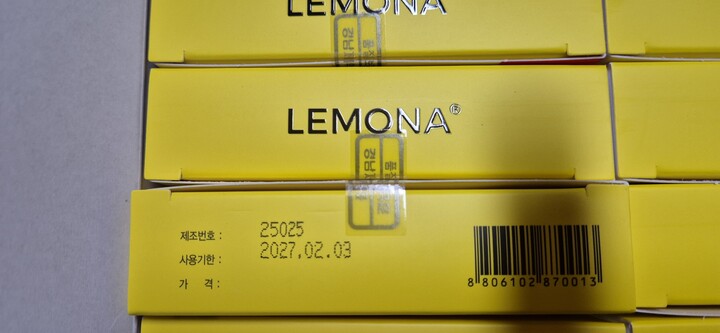 LEMONA
LEMONA®
제조번호 : 25025
사용기한 : 2027.02.03
가 격 :
8 806102 870013